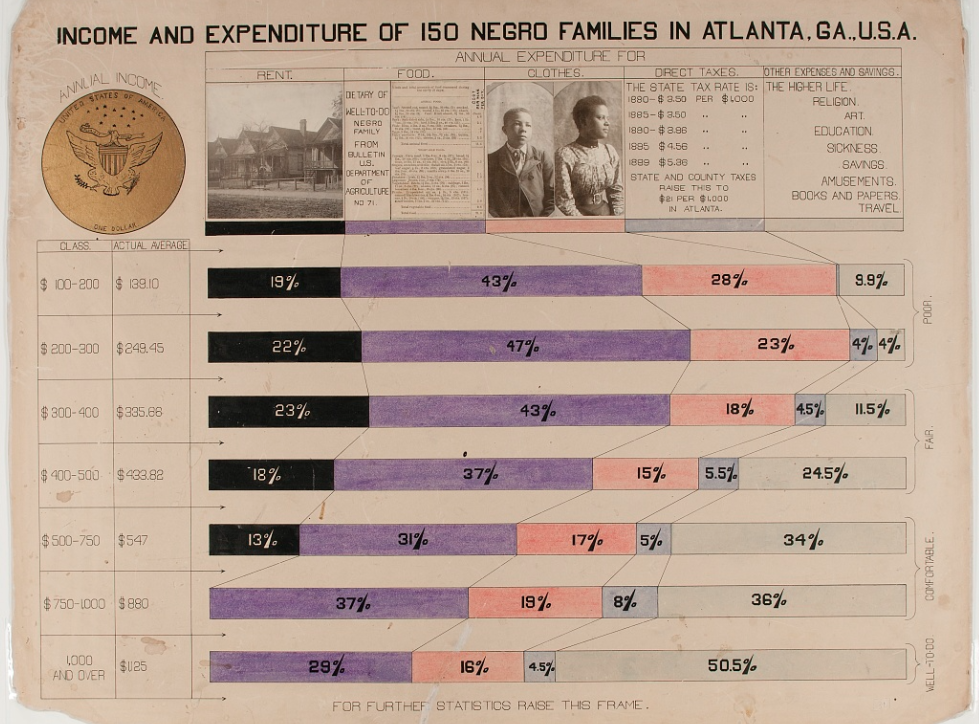 INCOME AND EXPENDITURE OF 150 NEGRO FAMILIES IN ATLANTA, GA., U.S.A.
ANNUAL EXPENDITURE FOR
RENT. FOOD. CLOTHES. DIRECT TAXES. OTHER EXPENSES AND SAVINGS.
ANNUAL INCOME.
UNITED STATES OF AMERICA
ONE DOLLAR
DIETARY OF
WELL-TO-DO
NEGRO
FAMILY
FROM
BULLETIN
U.S.
DEPARTMENT
OF
AGRICULTURE
NO 71.
THE STATE TAX RATE IS:
1880-$3.50 PER $1,000
1885-$3.50 " "
1890-$3.96 " "
1895 $4.56 " "
1899 $5.36 " "
STATE AND COUNTY TAXES
RAISE THIS TO
$21 PER $1,000
IN ATLANTA.
THE HIGHER LIFE.
RELIGION.
ART.
EDUCATION.
SICKNESS.
SAVINGS.
AMUSEMENTS.
BOOKS AND PAPERS.
TRAVEL.
CLASS. ACTUAL AVERAGE
$ 100-200 $ 139.10 19% 43% 28% 9.9%
POOR.
$ 200-300 $249.45 22% 47% 23% 4% 4%
$ 300-400 $335.66 23% 43% 18% 4.5% 11.5%
FAIR.
$ 400-500 $433.82 18% 37% 15% 5.5% 24.5%
$ 500-750 $547 13% 31% 17% 5% 34%
COMFORTABLE.
$ 750-1000 $880 37% 19% 8% 36%
1,000
AND OVER $1125 29% 16% 4.5% 50.5%
WELL-TO-DO
FOR FURTHER STATISTICS RAISE THIS FRAME.